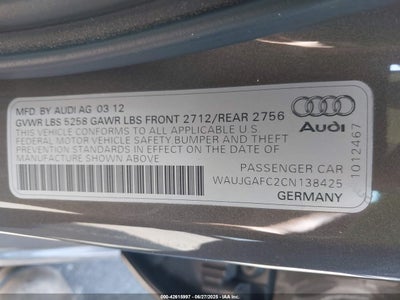 MFD. BY AUDI AG 03 12
GVWR LBS 5258 GAWR LBS FRONT 2712/REAR 2756
THIS VEHICLE CONFORMS TO ALL APPLICABLE U S
FEDERAL MOTOR VEHICLE SAFETY,BUMPER AND THEFT
PREVENTION STANDARDS IN EFFECT ON THE DATE OF
MANUFACTURE SHOWN ABOVE.
PASSENGER CAR
WAUJGAFC2CN138425
GERMANY
Audi
1012467
000-42615997 06/27/2025 IAAI.COM